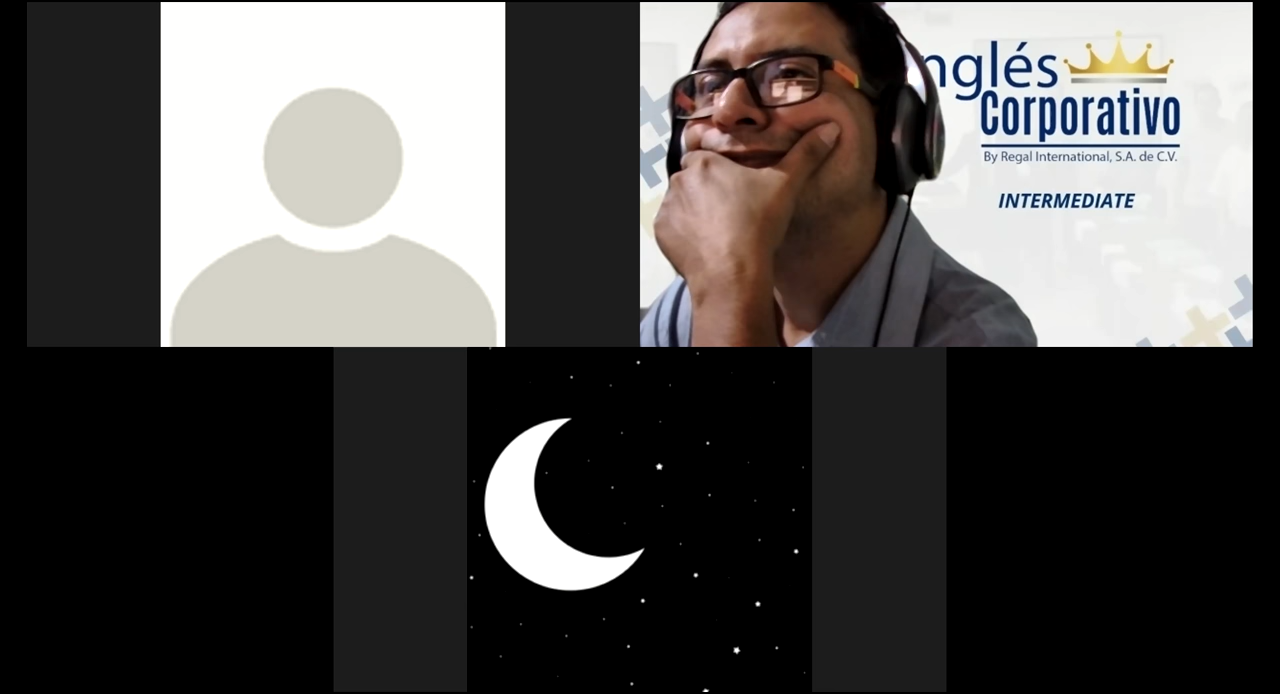 nglés
Corporativo
By Regal International, S.A. de C.V.
INTERMEDIATE